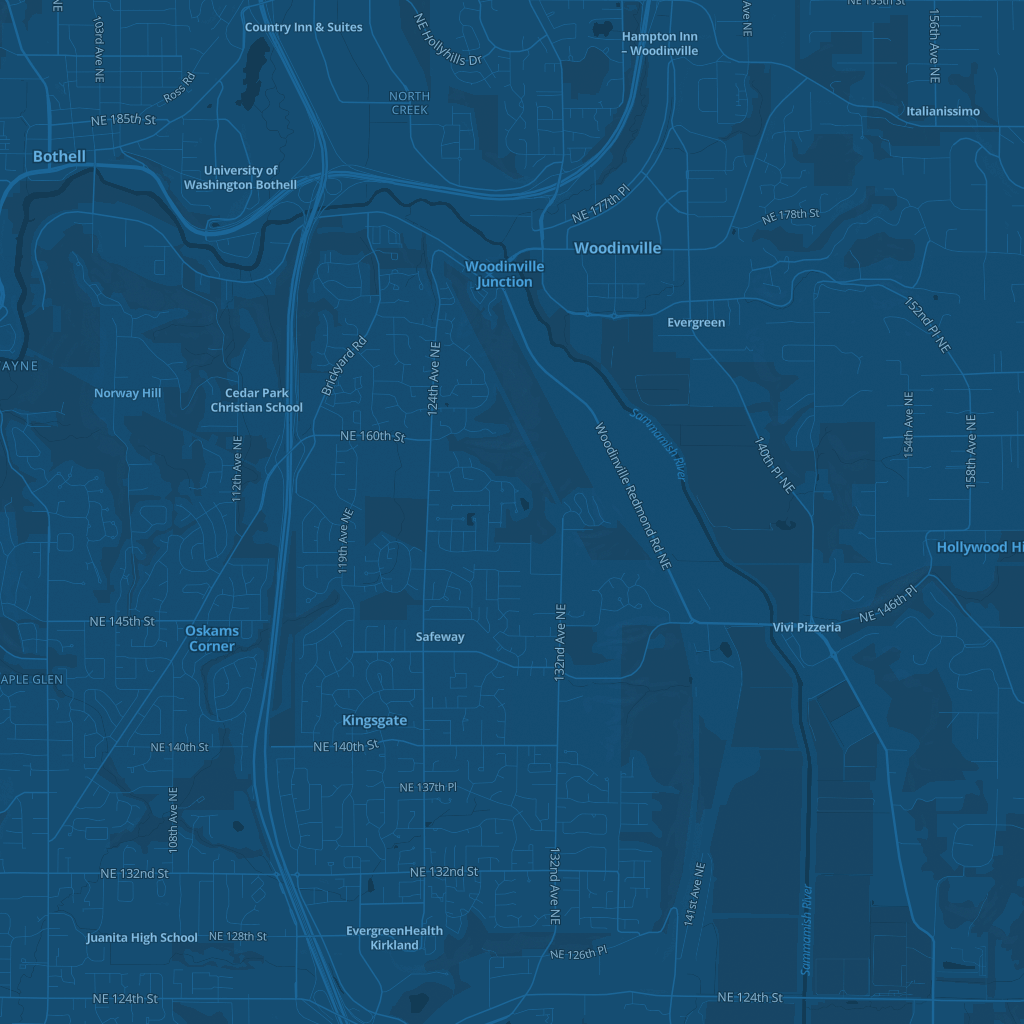 NE 195th St
103rd Ave NE
Country Inn & Suites
NE Hollyhills Dr
Hampton Inn
– Woodinville
Ave NE
156th Ave NE
NE
Ross Rd
NORTH
CREEK
Italianissimo
NE 185th St
Bothell
University of
Washington Bothell
NE 177th Pl
NE 178th St
Woodinville
Woodinville
Junction
Evergreen
152nd Pl NE
AYNE
Brickyard Rd
124th Ave NE
Norway Hill
Cedar Park
Christian School
NE 160th St
112th Ave NE
Sammamish River
Woodinville Redmond Rd NE
140th Pl NE
154th Ave NE
158th Ave NE
119th Ave NE
Hollywood Hi
NE 146th Pl
NE 145th St
Oskams
Corner
Safeway
132nd Ave NE
Vivi Pizzeria
APLE GLEN
Kingsgate
NE 140th St
NE 140th St
NE 137th Pl
108th Ave NE
NE 132nd St
NE 132nd St
132nd Ave NE
141st Ave NE
Sammamish River
Juanita High School
NE 128th St
EvergreenHealth
Kirkland
NE 126th Pl
NE 124th St
NE 124th St